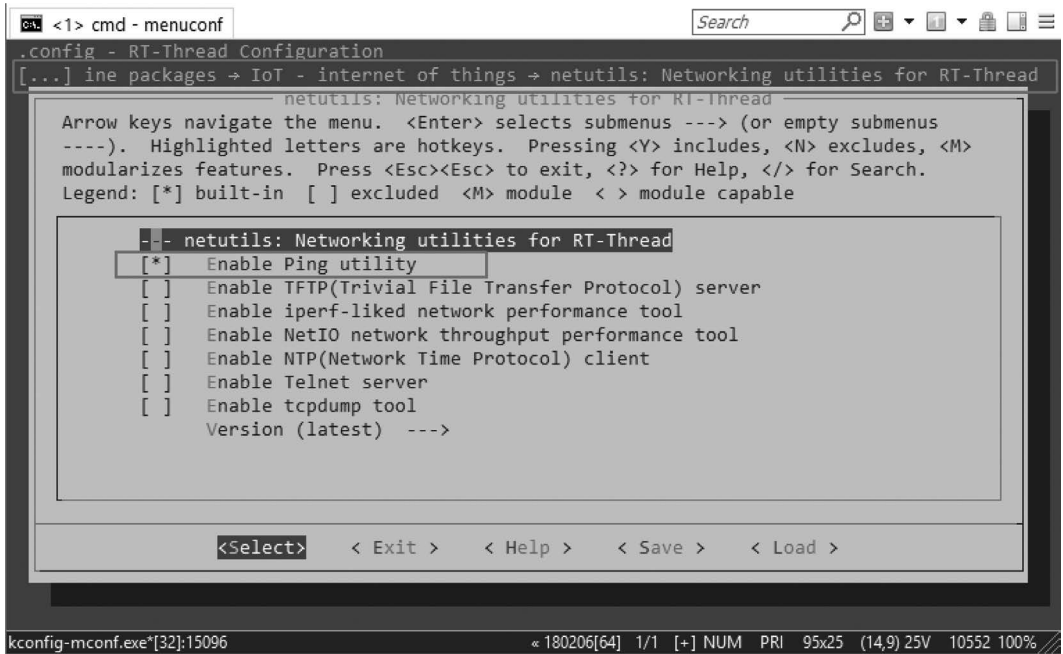 <1> cmd - menuconf
Search
.config - RT-Thread Configuration
[...] ine packages → IoT - internet of things → netutils: Networking utilities for RT-Thread
netutils: Networking utilities for RT-Thread
Arrow keys navigate the menu.  <Enter> selects submenus ---> (or empty submenus
----).  Highlighted letters are hotkeys.  Pressing <Y> includes, <N> excludes, <M>
modularizes features.  Press <Esc><Esc> to exit, <?> for Help, </> for Search.
Legend: [*] built-in  [ ] excluded  <M> module  < > module capable
--- netutils: Networking utilities for RT-Thread
[*]   Enable Ping utility
[ ]   Enable TFTP(Trivial File Transfer Protocol) server
[ ]   Enable iperf-liked network performance tool
[ ]   Enable NetIO network throughput performance tool
[ ]   Enable NTP(Network Time Protocol) client
[ ]   Enable Telnet server
[ ]   Enable tcpdump tool
Version (latest)  --->
<Select>    < Exit >    < Help >    < Save >    < Load >
kconfig-mconf.exe*[32]:15096    « 180206[64]  1/1  [+] NUM  PRI  95x25  (14,9) 25V  10552 100%